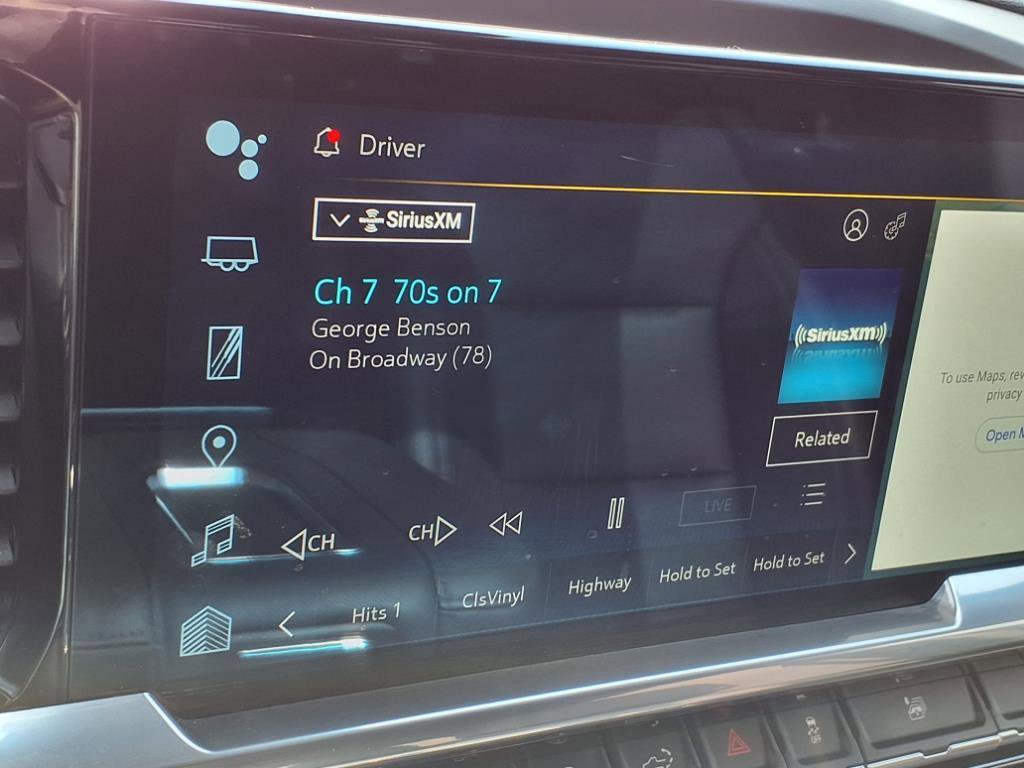 Driver
SiriusXM
Ch 7 70s on 7
George Benson
On Broadway (78)
((SiriusXM))
Related
To use Maps, rev
privacy
Open M
CH
CH
LIVE
Hits 1
ClsVinyl
Highway
Hold to Set
Hold to Set